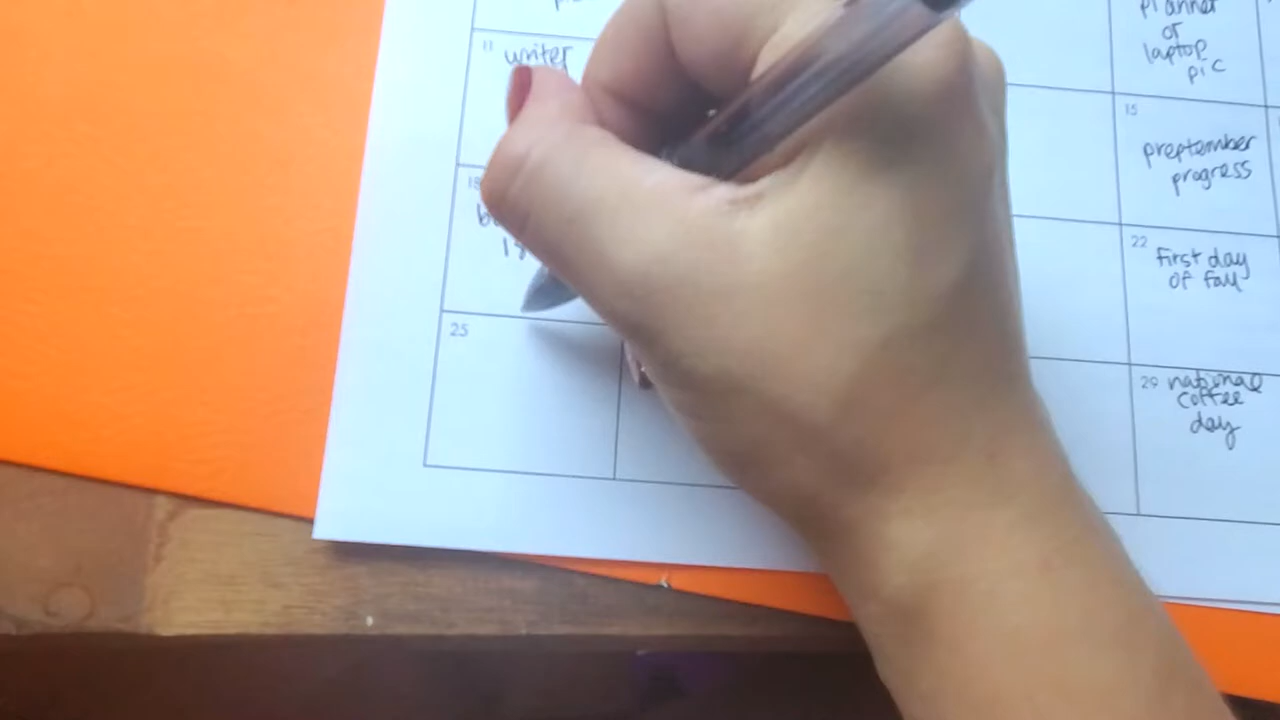 planner
or
laptop
pic
11 writer
15
preptember
progress
18
22 first day
of fall
25
29 national
coffee
day